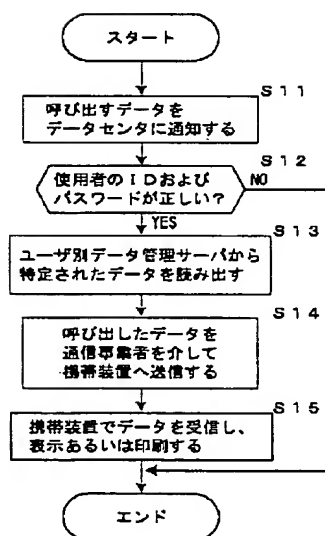 スタート
S11
呼び出すデータを
データセンタに通知する
S12
使用者のIDおよび
パスワードが正しい?
NO
YES
S13
ユーザ別データ管理サーバから
特定されたデータを読み出す
S14
呼び出したデータを
通信事業者を介して
携帯装置へ送信する
S15
携帯装置でデータを受信し、
表示あるいは印刷する
エンド